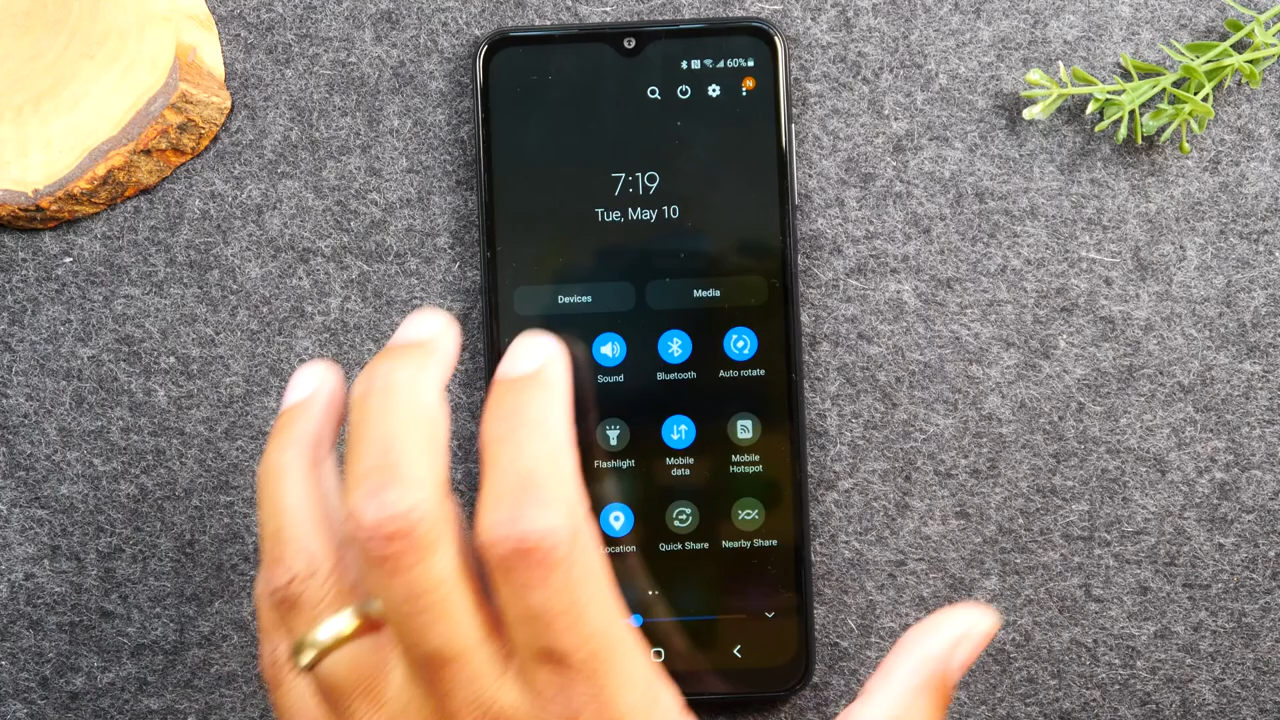 60%
N
7:19
Tue, May 10
Devices
Media
Sound
Bluetooth
Auto rotate
Flashlight
Mobile
data
Mobile
Hotspot
Location
Quick Share
Nearby Share